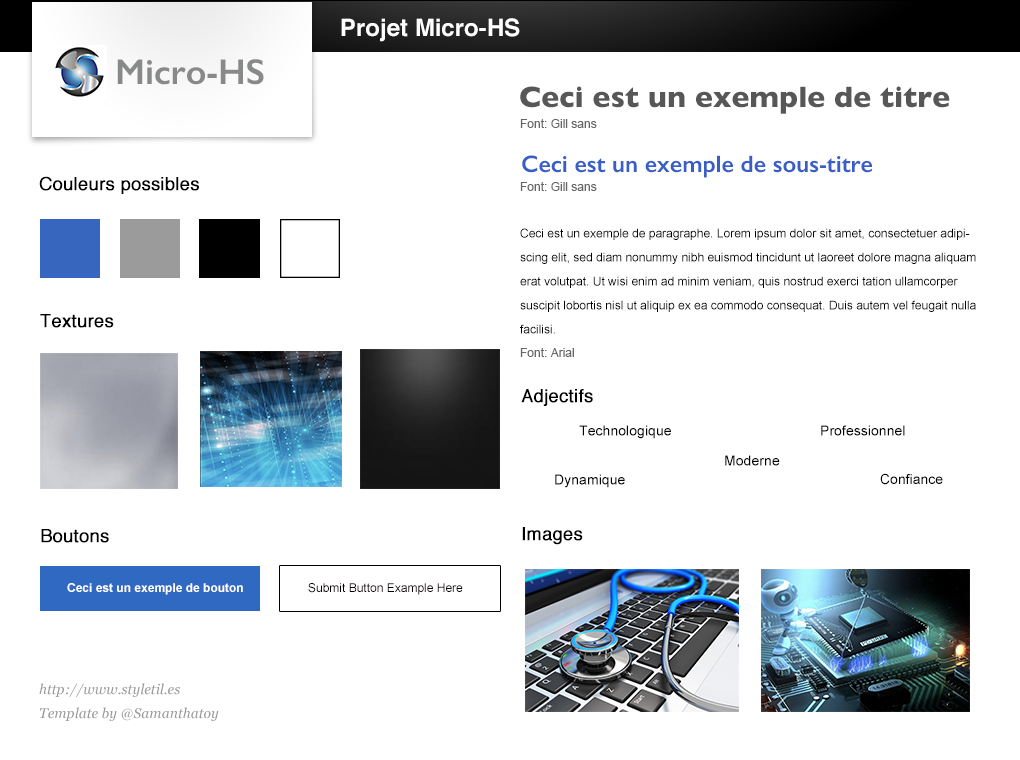 Projet Micro-HS
Micro-HS
Couleurs possibles
Textures
Boutons
Ceci est un exemple de bouton
Submit Button Example Here
http://www.styletil.es
Template by @Samanthatoy
Ceci est un exemple de titre
Font: Gill sans
Ceci est un exemple de sous-titre
Font: Gill sans
Ceci est un exemple de paragraphe. Lorem ipsum dolor sit amet, consectetuer adipi-
scing elit, sed diam nonummy nibh euismod tincidunt ut laoreet dolore magna aliquam
erat volutpat. Ut wisi enim ad minim veniam, quis nostrud exerci tation ullamcorper
suscipit lobortis nisl ut aliquip ex ea commodo consequat. Duis autem vel feugait nulla
facilisi.
Font: Arial
Adjectifs
Technologique
Professionnel
Moderne
Dynamique
Confiance
Images